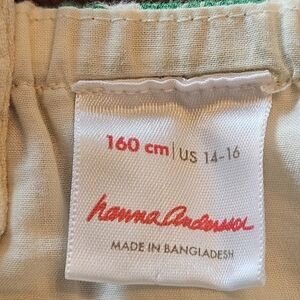 160 cm | US 14-16
hanna Andersson
MADE IN BANGLADESH